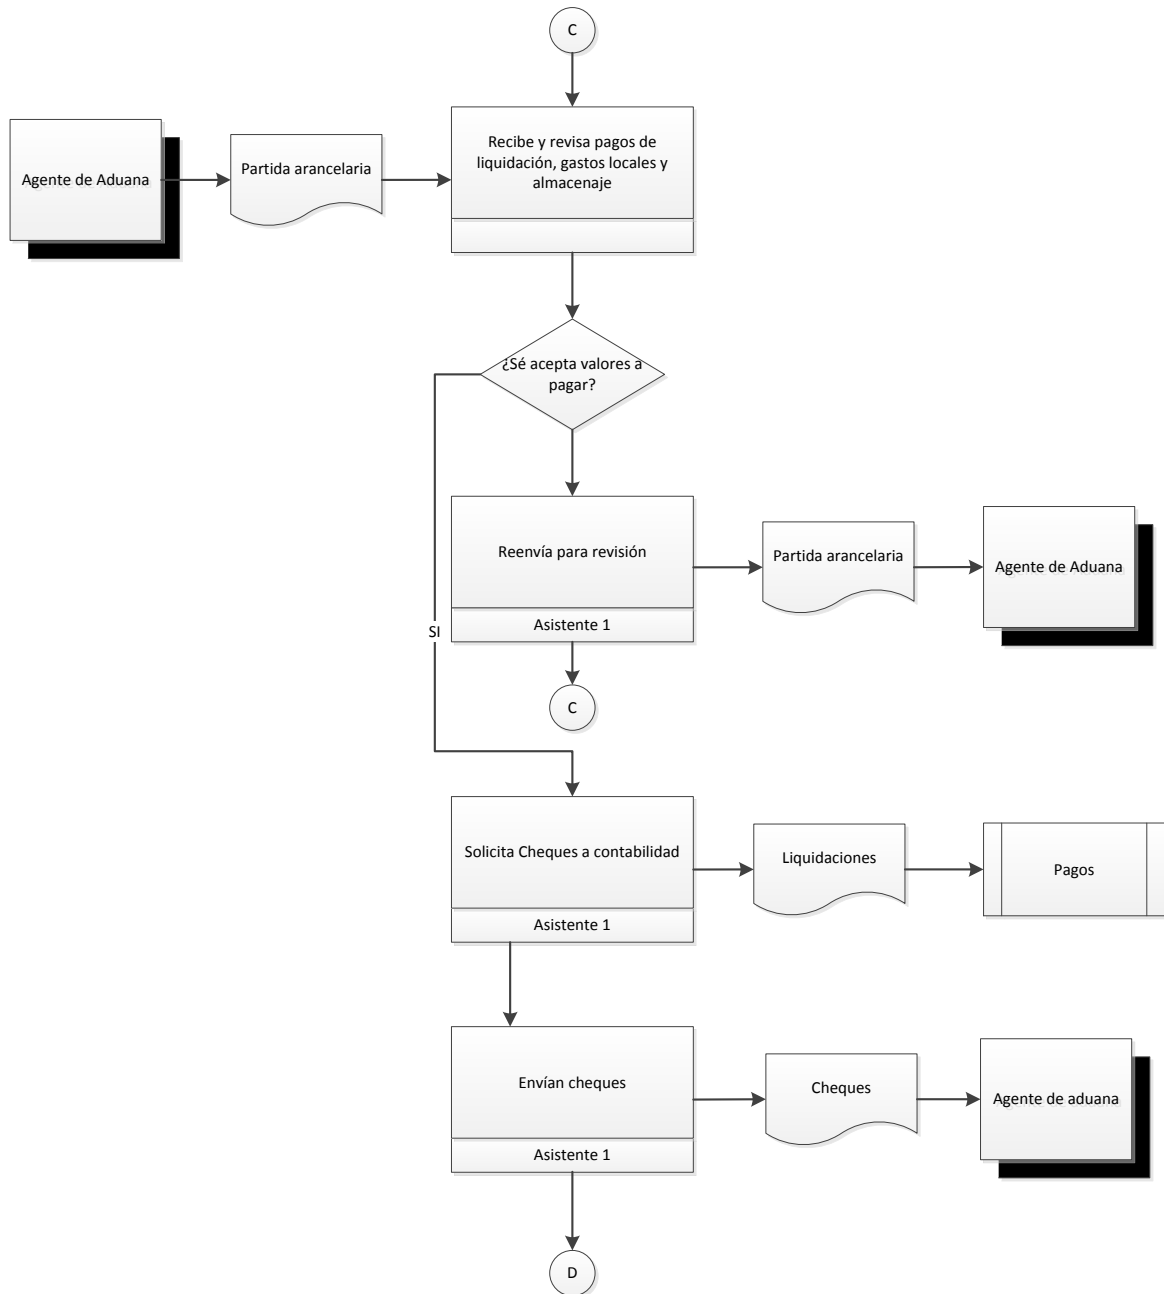 C
Agente de Aduana
Partida arancelaria
Recibe y revisa pagos de
liquidación, gastos locales y
almacenaje
¿Sé acepta valores a
pagar?
SI
Reenvía para revisión
Asistente 1
Partida arancelaria
Agente de Aduana
C
Solicita Cheques a contabilidad
Asistente 1
Liquidaciones
Pagos
Envían cheques
Asistente 1
Cheques
Agente de aduana
D